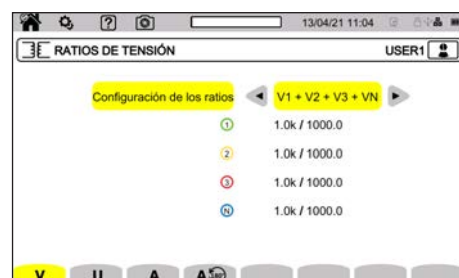 13/04/21 11:04
RATIOS DE TENSIÓN
USER1
Configuración de los ratios
V1 + V2 + V3 + VN
1 1.0k / 1000.0
2 1.0k / 1000.0
3 1.0k / 1000.0
N 1.0k / 1000.0
V U A A 180°